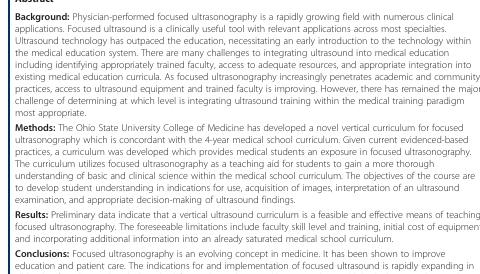 Abstract
Background: Physician-performed focused ultrasonography is a rapidly growing field with numerous clinical
applications. Focused ultrasound is a clinically useful tool with relevant applications across most specialties.
Ultrasound technology has outpaced the education, necessitating an early introduction to the technology within
the medical education system. There are many challenges to integrating ultrasound into medical education
including identifying appropriately trained faculty, access to adequate resources, and appropriate integration into
existing medical education curricula. As focused ultrasonography increasingly penetrates academic and community
practices, access to ultrasound equipment and trained faculty is improving. However, there has remained the major
challenge of determining at which level is integrating ultrasound training within the medical training paradigm
most appropriate.
Methods: The Ohio State University College of Medicine has developed a novel vertical curriculum for focused
ultrasonography which is concordant with the 4-year medical school curriculum. Given current evidenced-based
practices, a curriculum was developed which provides medical students an exposure in focused ultrasonography.
The curriculum utilizes focused ultrasonography as a teaching aid for students to gain a more thorough
understanding of basic and clinical science within the medical school curriculum. The objectives of the course are
to develop student understanding in indications for use, acquisition of images, interpretation of an ultrasound
examination, and appropriate decision-making of ultrasound findings.
Results: Preliminary data indicate that a vertical ultrasound curriculum is a feasible and effective means of teaching
focused ultrasonography. The foreseeable limitations include faculty skill level and training, initial cost of equipment,
and incorporating additional information into an already saturated medical school curriculum.
Conclusions: Focused ultrasonography is an evolving concept in medicine. It has been shown to improve
education and patient care. The indications for and implementation of focused ultrasound is rapidly expanding in